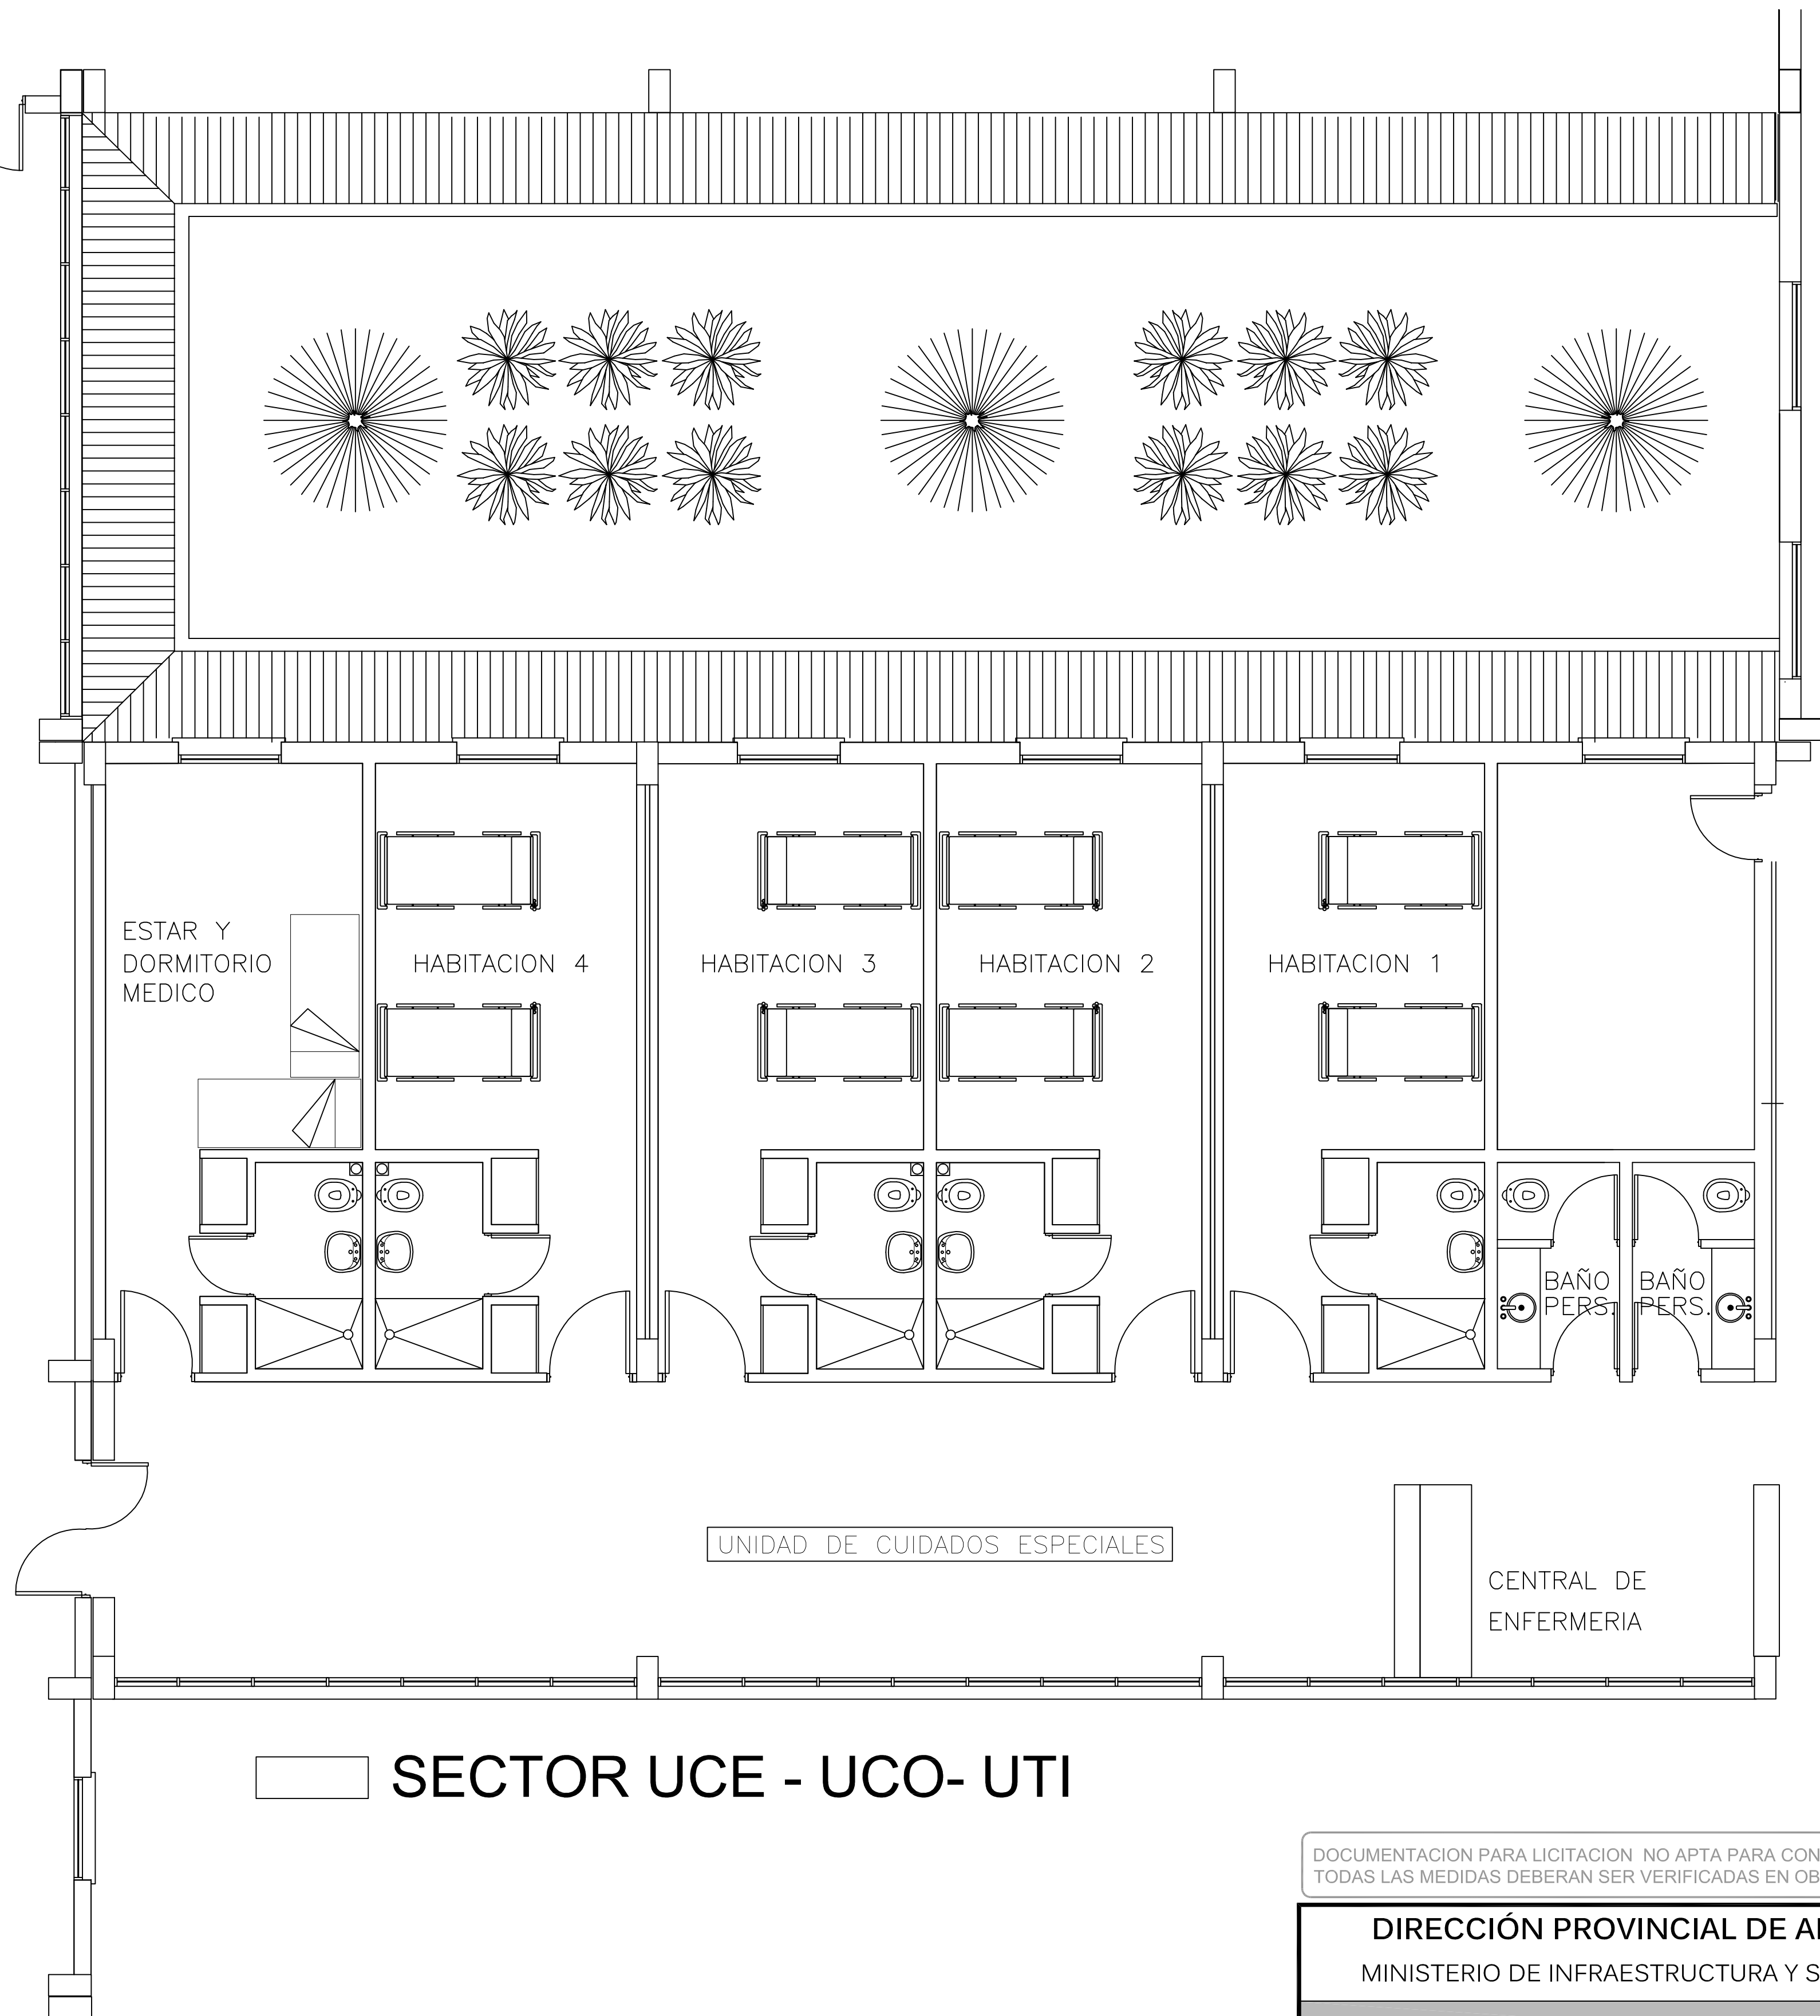 ESTAR Y
DORMITORIO
MEDICO
HABITACION 4
HABITACION 3
HABITACION 2
HABITACION 1
BAÑO
PERS.
BAÑO
PERS.
UNIDAD DE CUIDADOS ESPECIALES
CENTRAL DE
ENFERMERIA
SECTOR UCE - UCO- UTI
DOCUMENTACION PARA LICITACION NO APTA PARA CON
TODAS LAS MEDIDAS DEBERAN SER VERIFICADAS EN OB
DIRECCIÓN PROVINCIAL DE
MINISTERIO DE INFRAESTRUCTURA Y S